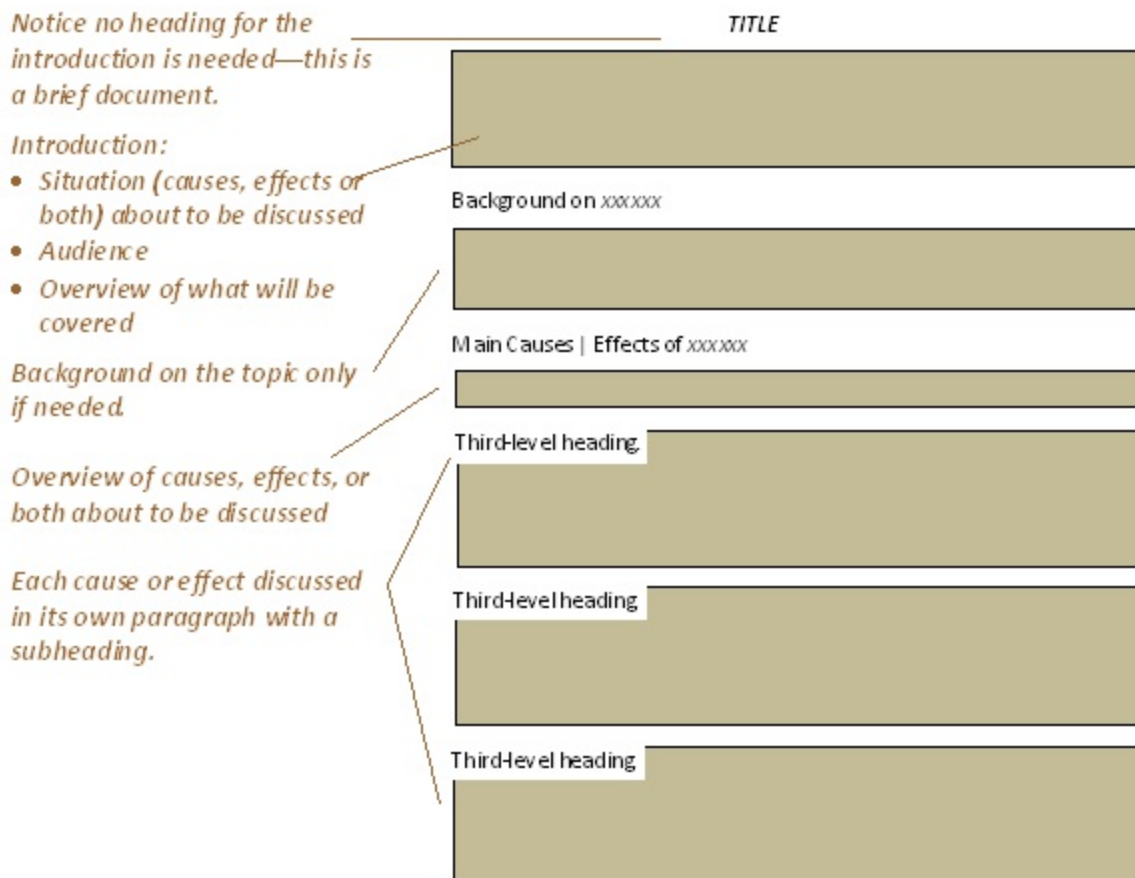 Notice no heading for the
introduction is needed—this is
a brief document.
Introduction:
• Situation (causes, effects or
both) about to be discussed
• Audience
• Overview of what will be
covered
Background on the topic only
if needed.
Overview of causes, effects, or
both about to be discussed
Each cause or effect discussed
in its own paragraph with a
subheading.
TITLE
Background on xxxxxx
Main Causes | Effects of xxxxxx
Third-level heading.
Third-level heading
Third-level heading